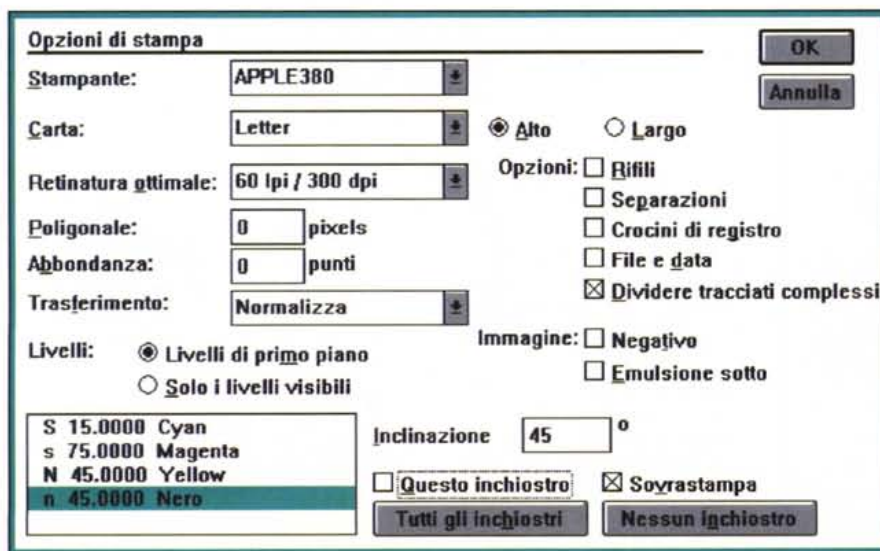 Opzioni di stampa
OK
Stampante: APPLE380
Annulla
Carta: Letter Alto Largo
Retinatura ottimale: 60 lpi / 300 dpi
Opzioni: Rifili
Separazioni
Poligonale: 0 pixels
Crocini di registro
Abbondanza: 0 punti
File e data
Trasferimento: Normalizza
Dividere tracciati complessi
Livelli: Livelli di primo piano
Immagine: Negativo
Solo i livelli visibili
Emulsione sotto
S 15.0000 Cyan
s 75.0000 Magenta
N 45.0000 Yellow
n 45.0000 Nero
Inclinazione 45 °
Questo inchiostro Sovrastampa
Tutti gli inchiostri Nessun inchiostro